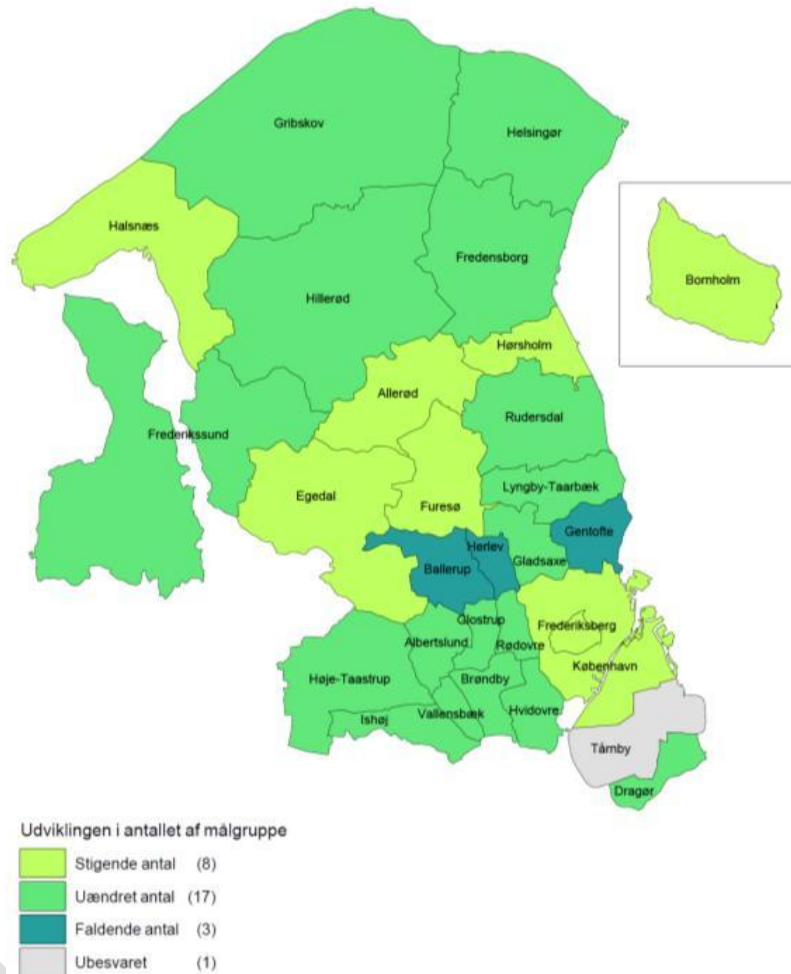 Gribskov
Helsingør
Halsnæs
Fredensborg
Bornholm
Hillerød
Hørsholm
Allerød
Rudersdal
Frederikssund
Lyngby-Taarbæk
Egedal
Furesø
Gentofte
Herlev
Gladsaxe
Ballerup
Glostrup
Frederiksberg
Albertslund
Rødovre
København
Høje-Taastrup
Brøndby
Ishøj
Vallensbæk
Hvidovre
Tårnby
Dragør
Udviklingen i antallet af målgruppe
Stigende antal (8)
Uændret antal (17)
Faldende antal (3)
Ubesvaret (1)